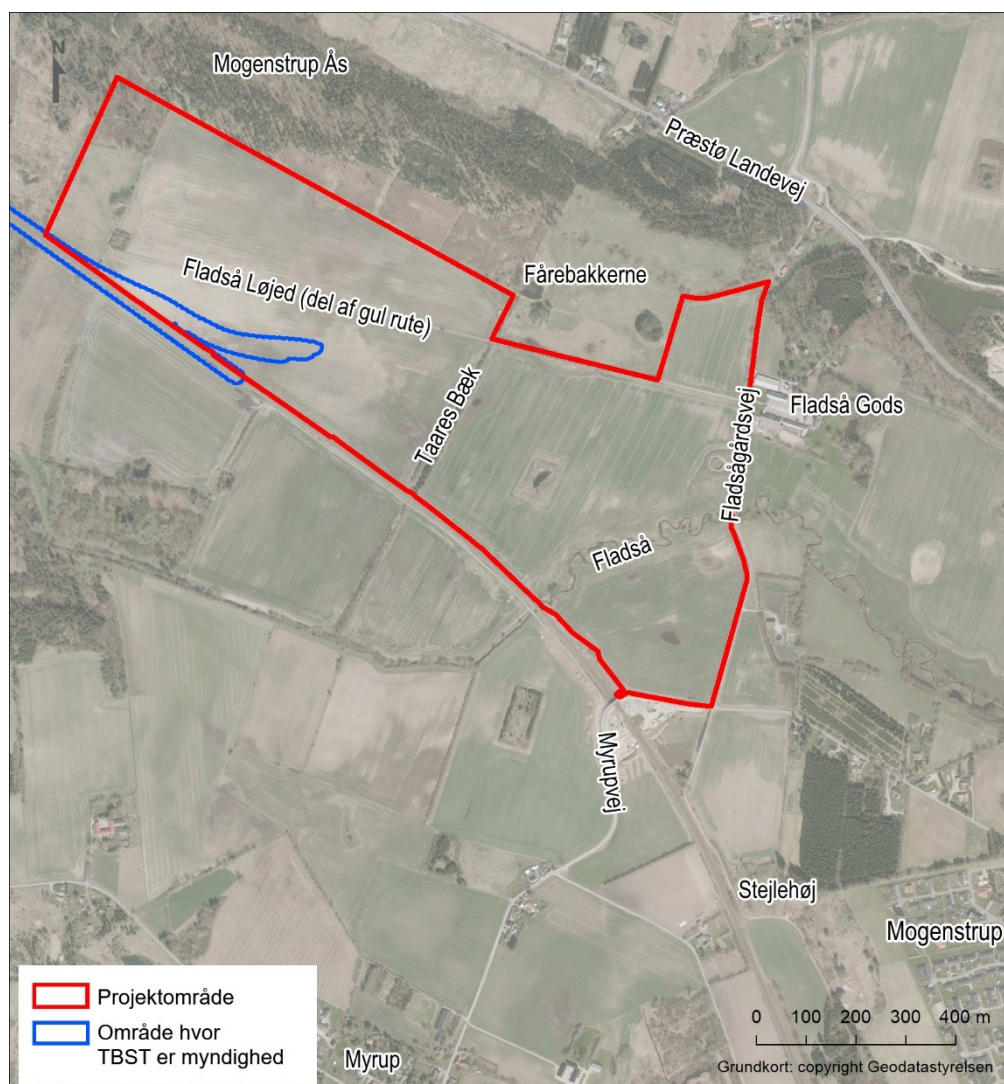 N
Mogenstrup Ås
Præstø Landevej
Fårebakkerne
Fladså Løjed (del af gul rute)
Taares Bæk
Fladså Gods
Fladsågårdsvej
Fladså
Myrupvej
Stejlehøj
Mogenstrup
Projektområde
Område hvor
TBST er myndighed
Myrup
0 100 200 300 400 m
Grundkort: copyright Geodatastyrelsen